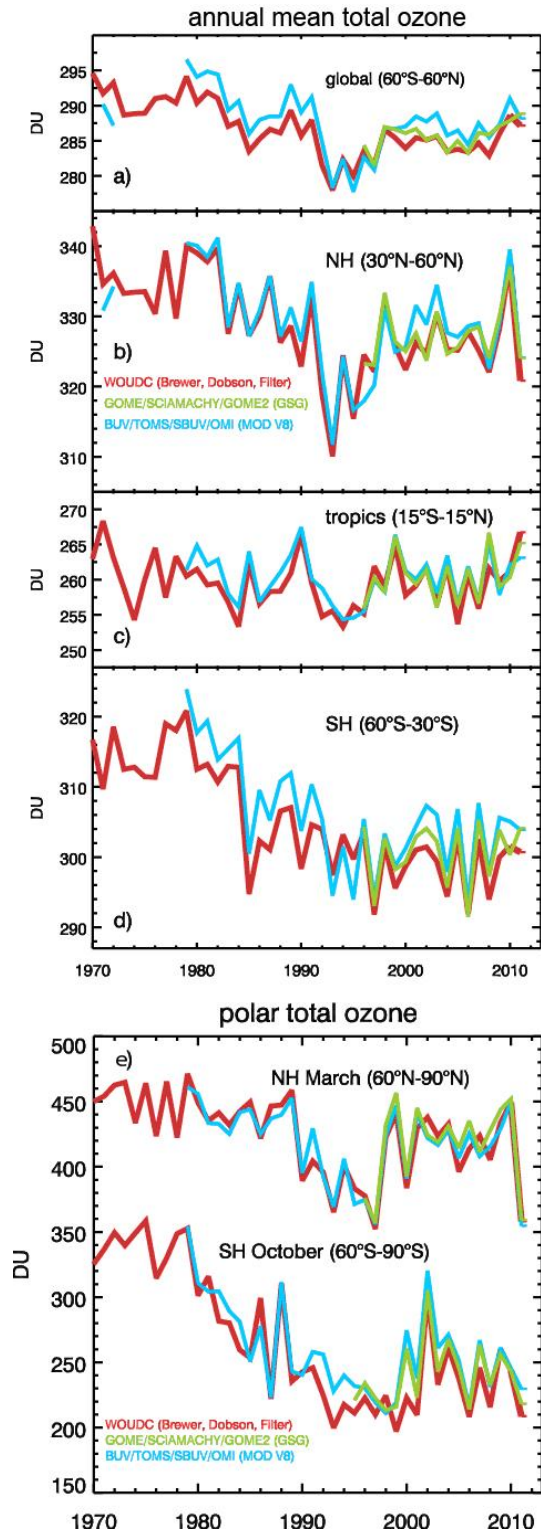 annual mean total ozone
295
290
285
280
DU
global (60°S-60°N)
a)
340
330
320
310
DU
NH (30°N-60°N)
b)
WOUDC (Brewer, Dobson, Filter)
GOME/SCIAMACHY/GOME2 (GSG)
BUV/TOMS/SBUV/OMI (MOD V8)
270
265
260
255
250
DU
tropics (15°S-15°N)
c)
320
310
300
290
DU
SH (60°S-30°S)
d)
1970 1980 1990 2000 2010
polar total ozone
500
450
400
350
300
250
200
150
DU
e)
NH March (60°N-90°N)
SH October (60°S-90°S)
WOUDC (Brewer, Dobson, Filter)
GOME/SCIAMACHY/GOME2 (GSG)
BUV/TOMS/SBUV/OMI (MOD V8)
1970 1980 1990 2000 2010